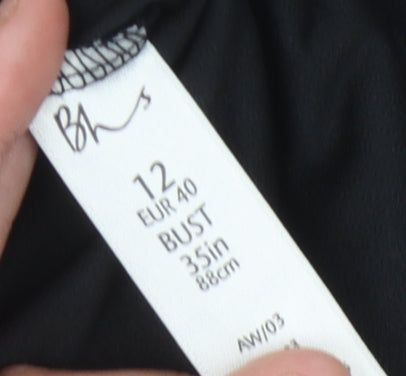 Bhs
12
EUR 40
BUST
35in
88cm
AW/03